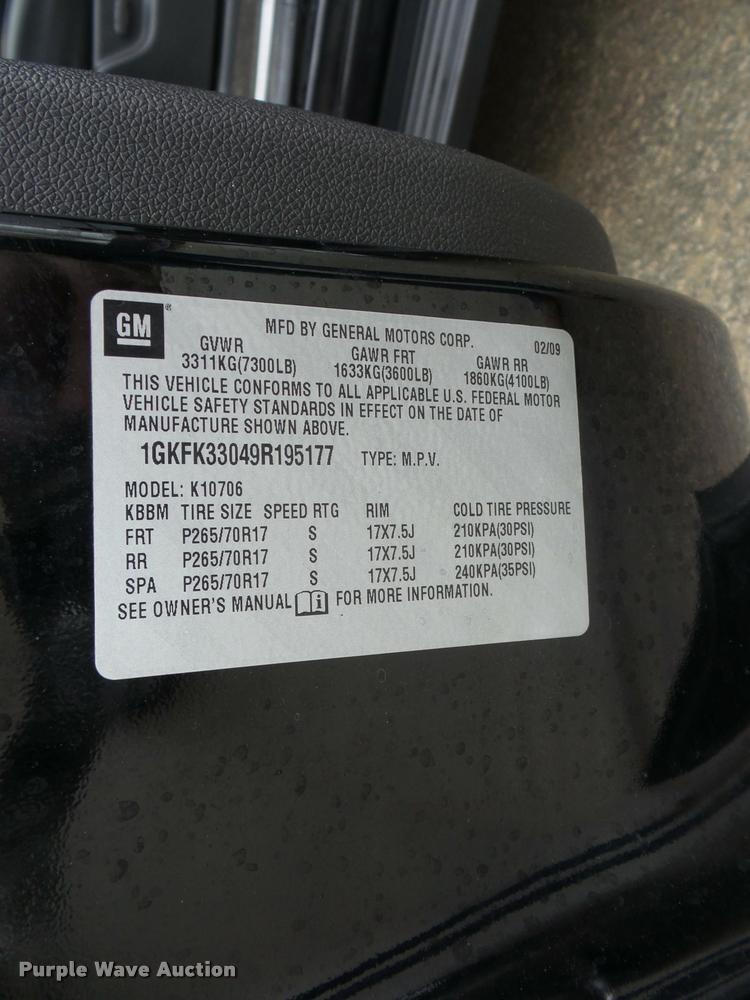 GM ®
MFD BY GENERAL MOTORS CORP. 02/09
GVWR GAWR FRT GAWR RR
3311KG(7300LB) 1633KG(3600LB) 1860KG(4100LB)
THIS VEHICLE CONFORMS TO ALL APPLICABLE U.S. FEDERAL MOTOR
VEHICLE SAFETY STANDARDS IN EFFECT ON THE DATE OF
MANUFACTURE SHOWN ABOVE.
1GKFK33049R195177 TYPE: M.P.V.
MODEL: K10706
KBBM TIRE SIZE SPEED RTG RIM COLD TIRE PRESSURE
FRT P265/70R17 S 17X7.5J 210KPA(30PSI)
RR P265/70R17 S 17X7.5J 210KPA(30PSI)
SPA P265/70R17 S 17X7.5J 240KPA(35PSI)
SEE OWNER'S MANUAL i FOR MORE INFORMATION.
Purple Wave Auction